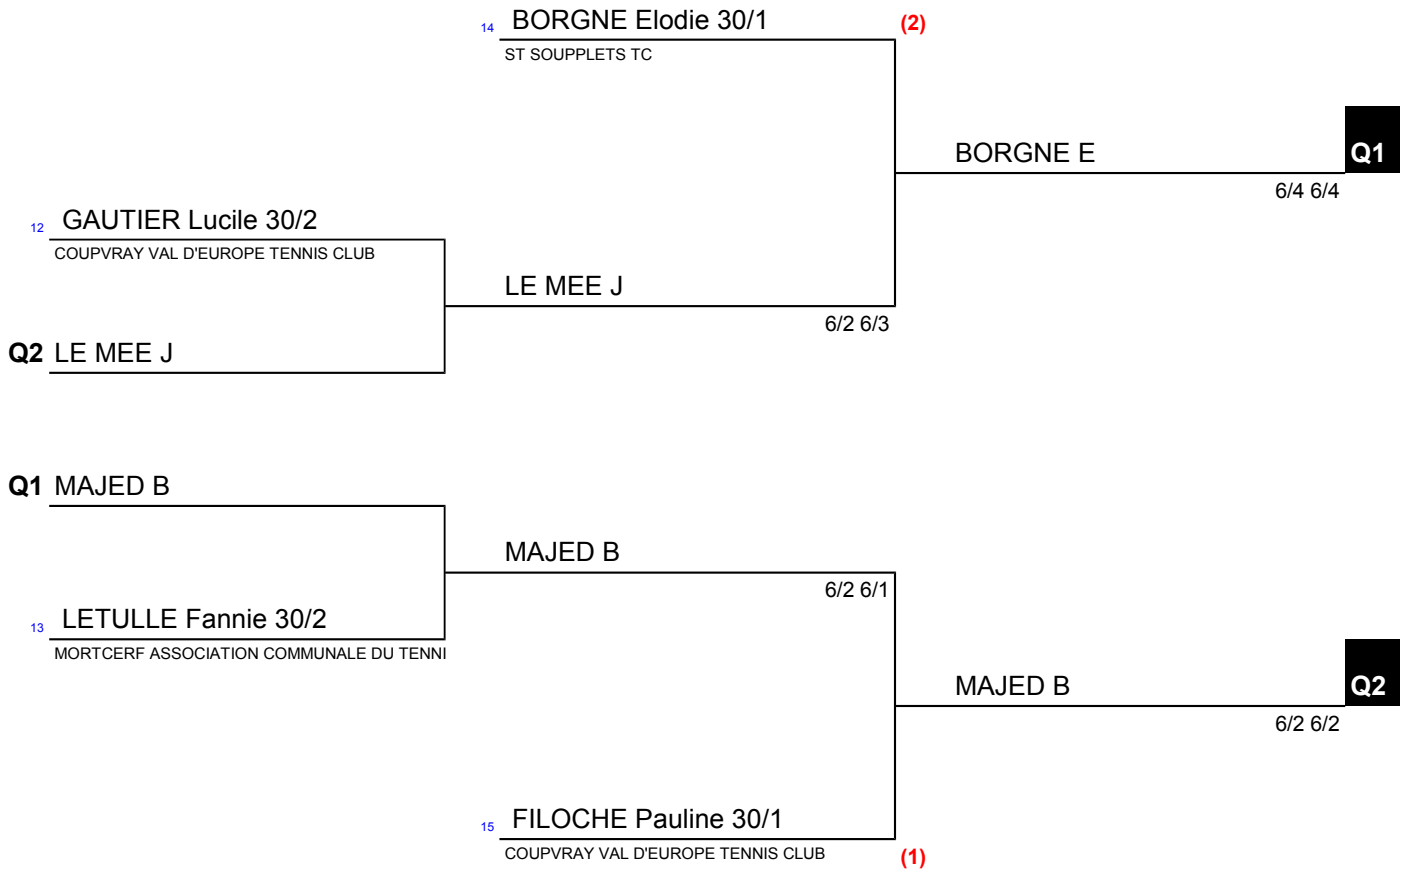 14 BORGNE Elodie 30/1 (2)
ST SOUPPLETS TC
BORGNE E Q1
6/4 6/4
12 GAUTIER Lucile 30/2
COUPVRAY VAL D'EUROPE TENNIS CLUB
LE MEE J
6/2 6/3
Q2 LE MEE J
Q1 MAJED B
MAJED B
6/2 6/1
13 LETULLE Fannie 30/2
MORTCERF ASSOCIATION COMMUNALE DU TENNI
MAJED B Q2
6/2 6/2
15 FILOCHE Pauline 30/1
COUPVRAY VAL D'EUROPE TENNIS CLUB (1)